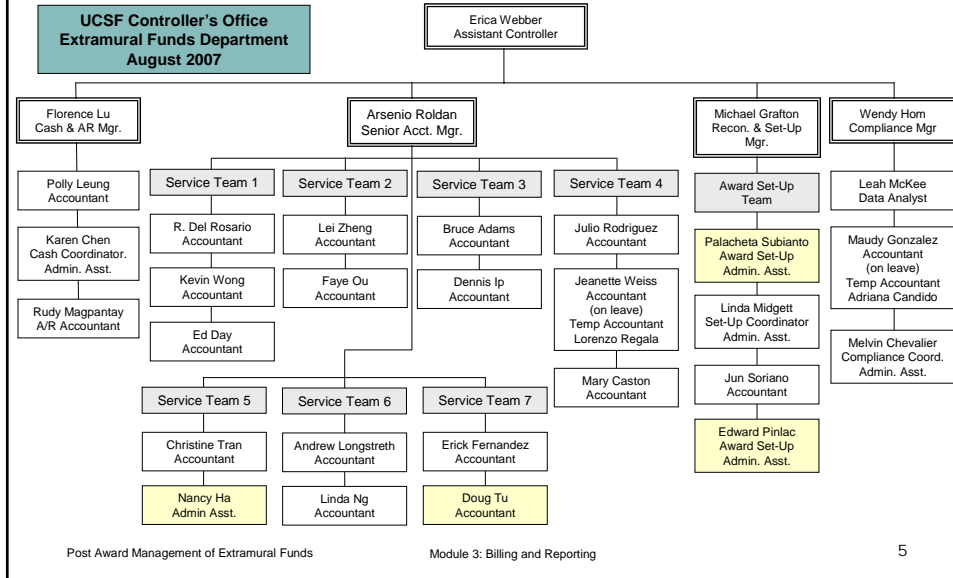 UCSF Controller's Office
Extramural Funds Department
August 2007
Erica Webber
Assistant Controller
Florence Lu
Cash & AR Mgr.
Arsenio Roldan
Senior Acct. Mgr.
Michael Grafton
Recon. & Set-Up
Mgr.
Wendy Hom
Compliance Mgr
Polly Leung
Accountant
Karen Chen
Cash Coordinator.
Admin. Asst.
Rudy Magpantay
A/R Accountant
Service Team 1
R. Del Rosario
Accountant
Kevin Wong
Accountant
Ed Day
Accountant
Service Team 2
Lei Zheng
Accountant
Faye Ou
Accountant
Service Team 3
Bruce Adams
Accountant
Dennis Ip
Accountant
Service Team 4
Julio Rodriguez
Accountant
Jeanette Weiss
Accountant
(on leave)
Temp Accountant
Lorenzo Regala
Mary Caston
Accountant
Award Set-Up
Team
Palacheta Subianto
Award Set-Up
Admin. Asst.
Linda Midgett
Set-Up Coordinator
Admin. Asst.
Jun Soriano
Accountant
Edward Pinlac
Award Set-Up
Admin. Asst.
Leah McKee
Data Analyst
Maudy Gonzalez
Accountant
(on leave)
Temp Accountant
Adriana Candido
Melvin Chevalier
Compliance Coord.
Admin. Asst.
Service Team 5
Christine Tran
Accountant
Nancy Ha
Admin Asst.
Service Team 6
Andrew Longstreth
Accountant
Linda Ng
Accountant
Service Team 7
Erick Fernandez
Accountant
Doug Tu
Accountant
Post Award Management of Extramural Funds
Module 3: Billing and Reporting
5